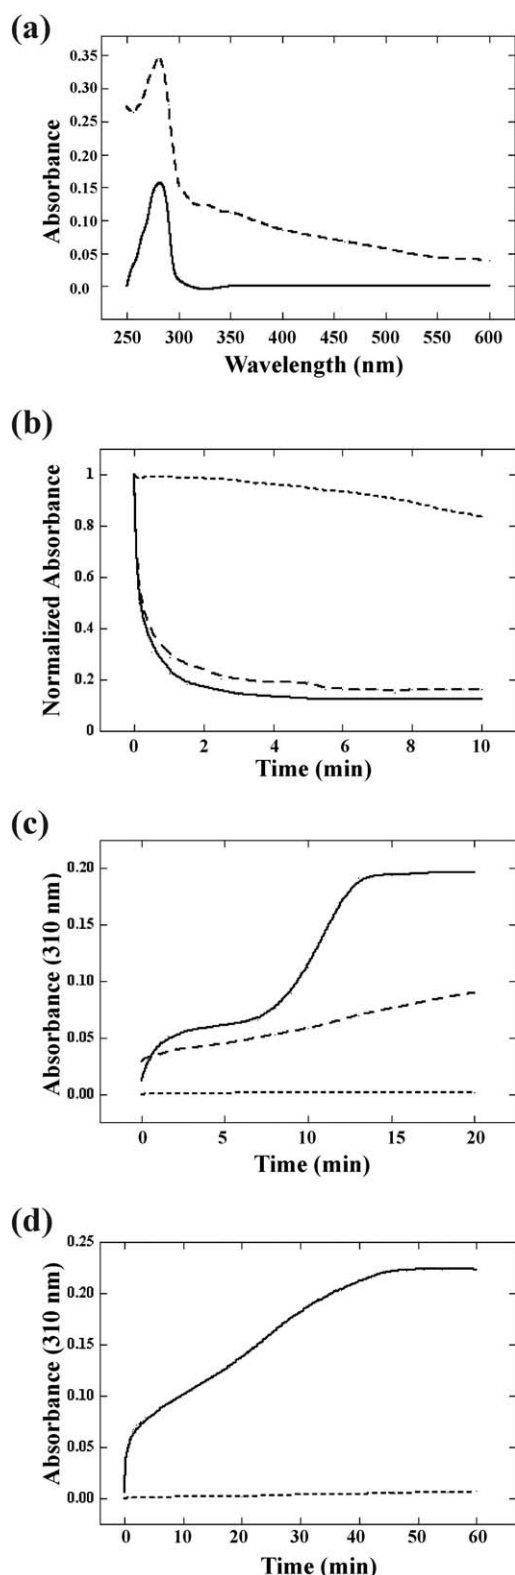 (a)
Absorbance
0.35
0.30
0.25
0.20
0.15
0.10
0.05
0.0
250 300 350 400 450 500 550 600
Wavelength (nm)
(b)
Normalized Absorbance
1
0.8
0.6
0.4
0.2
0
0 2 4 6 8 10
Time (min)
(c)
Absorbance (310 nm)
0.20
0.15
0.10
0.05
0.00
0 5 10 15 20
Time (min)
(d)
Absorbance (310 nm)
0.25
0.20
0.15
0.10
0.05
0.00
0 10 20 30 40 50 60
Time (min)